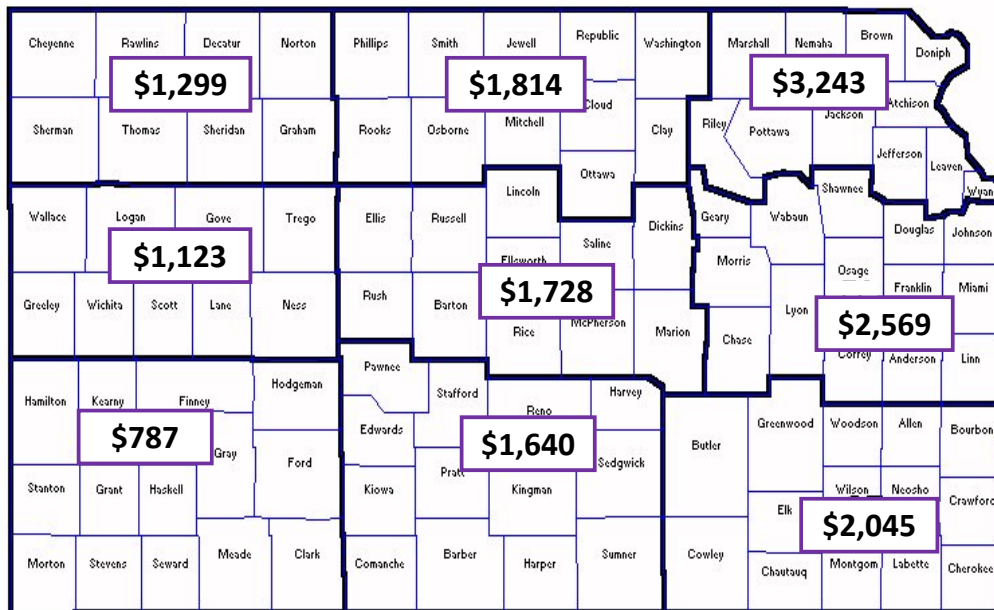 Cheyenne Rawlins Decatur Norton Phillips Smith Jewell Republic Washington Marshall Nemaha Brown Doniph
$1,299 $1,814 $3,243
Sherman Thomas Sheridan Graham Rooks Osborne Mitchell Cloud Clay Riley Pottawa Jackson Atchison
Ottawa Jefferson Leaven Wyan
Wallace Logan Gove Trego Ellis Russell Lincoln Saline Dickins Geary Wabaun Shawnee Douglas Johnson
$1,123 Ellsworth Morris Osage Franklin Miami
Greeley Wichita Scott Lane Ness Rush Barton $1,728 Lyon $2,569
Rice McPherson Marion Chase Coffey Anderson Linn
Hamilton Kearny Finney Hodgeman Pawnee Stafford Reno Harvey
$787 Edwards $1,640 Butler Greenwood Woodson Allen Bourbon
Gray Ford Pratt Sedgwick
Stanton Grant Haskell Kiowa Kingman Elk Wilson Neosho Crawford
$2,045
Morton Stevens Seward Meade Clark Comanche Barber Harper Sumner Cowley Chautauq Montgom Labette Cherokee